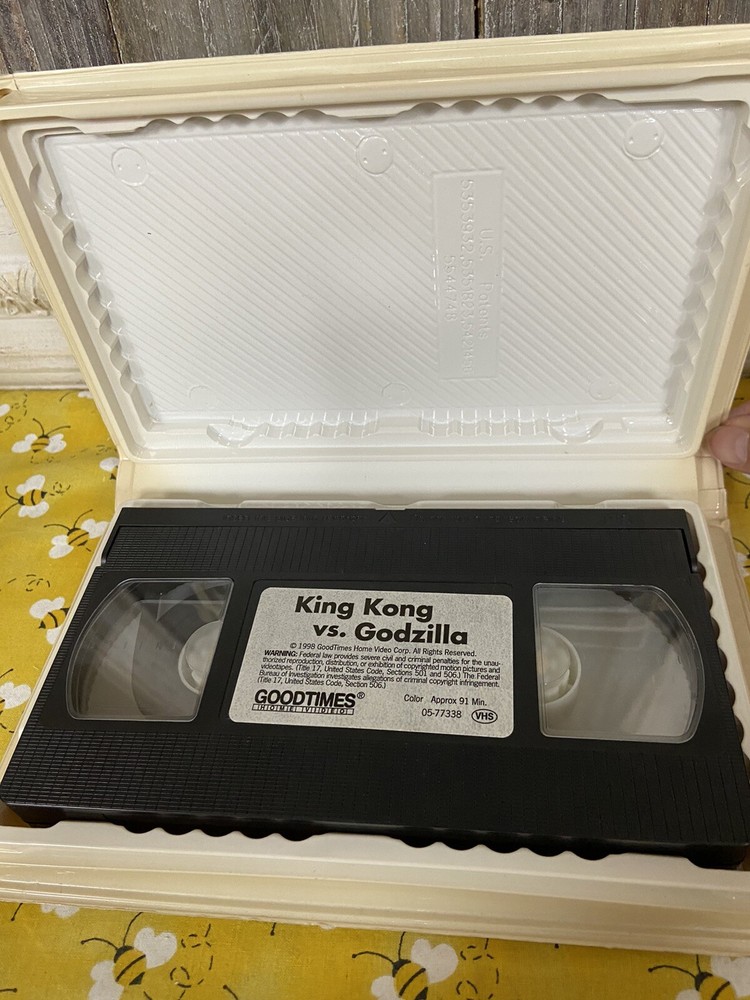 U.S. Patents
King Kong
vs. Godzilla
© 1998 GoodTimes Home Video Corp. All Rights Reserved.
WARNING: Federal law provides severe civil and criminal penalties for the unau-
thorized reproduction, distribution, or exhibition of copyrighted motion pictures and
videotapes. (Title 17, United States Code, Sections 501 and 506.) The Federal
Bureau of Investigation investigates allegations of criminal copyright infringement.
(Title 17, United States Code, Section 506.)
GOODTIMES®
HOME VIDEO
Color Approx 91 Min.
05-77338 VHS